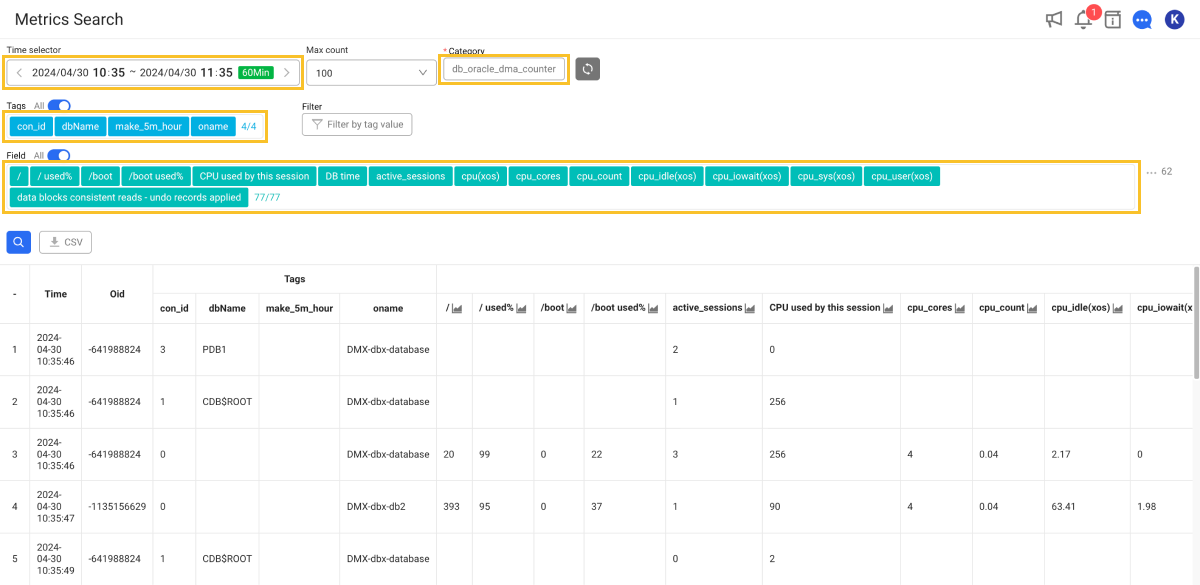 Metrics Search
1
K
Time selector
Max count
* Category
2024/04/30 10:35 ~ 2024/04/30 11:35 60Min
100
db_oracle_dma_counter
Tags All
Filter
con_id dbName make_5m_hour oname 4/4
Filter by tag value
Field All
/ / used% /boot /boot used% CPU used by this session DB time active_sessions cpu(xos) cpu_cores cpu_count cpu_idle(xos) cpu_iowait(xos) cpu_sys(xos) cpu_user(xos)
... 62
data blocks consistent reads - undo records applied 77/77
CSV
- Time Oid Tags
con_id dbName make_5m_hour oname / / used% /boot /boot used% active_sessions CPU used by this session cpu_cores cpu_count cpu_idle(xos) cpu_iowait(x
1 2024-04-30 10:35:46 -641988824 3 PDB1 DMX-dbx-database 2 0
2 2024-04-30 10:35:46 -641988824 1 CDB$ROOT DMX-dbx-database 1 256
3 2024-04-30 10:35:46 -641988824 0 DMX-dbx-database 20 99 0 22 3 256 4 0.04 2.17 0
4 2024-04-30 10:35:47 -1135156629 0 DMX-dbx-db2 393 95 0 37 1 90 4 0.04 63.41 1.98
5 2024-04-30 10:35:49 -641988824 1 CDB$ROOT DMX-dbx-database 0 2